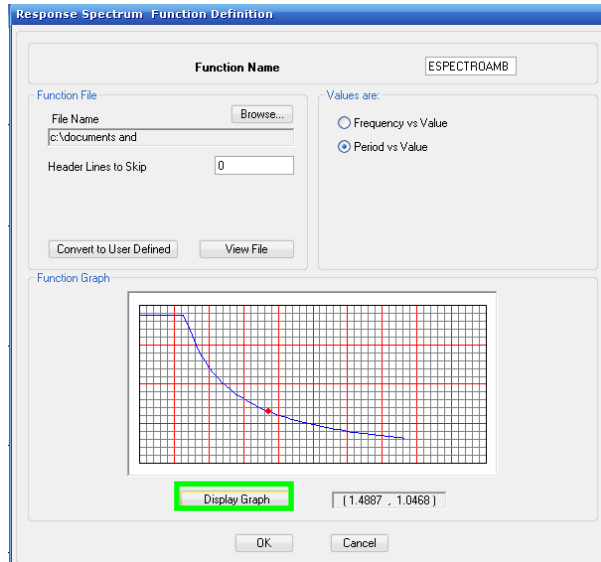 Response Spectrum Function Definition
Function Name
ESPECTROAMB
Function File
File Name
Browse...
c:\documents and
Header Lines to Skip
0
Convert to User Defined
View File
Values are:
Frequency vs Value
Period vs Value
Function Graph
Display Graph
(1.4887 , 1.0468)
OK
Cancel